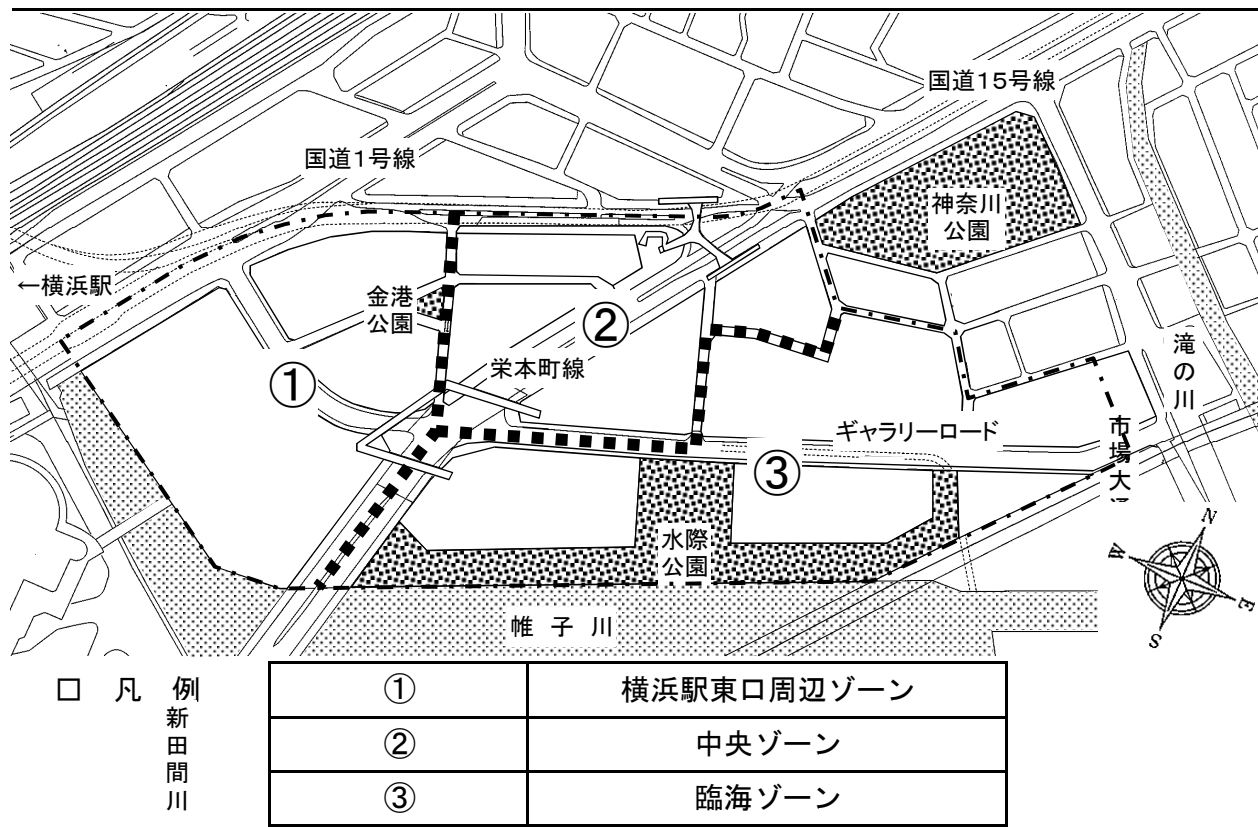 国道15号線
国道1号線
神奈川
公園
←横浜駅
金港
公園
②
滝の川
栄本町線
①
ギャラリーロード
市場大通
③
水際
公園
帷子川
N
W
E
S
□ 凡 例
新田間川
① 横浜駅東口周辺ゾーン
② 中央ゾーン
③ 臨海ゾーン